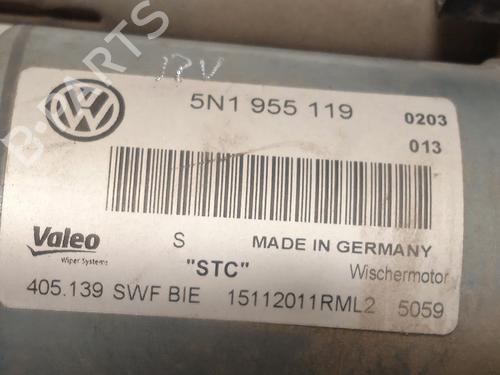 B-PARTS
12V
5N1 955 119
0203
013
Valeo
Wiper Systems
S
MADE IN GERMANY
"STC"
Wischermotor
405.139 SWF BIE 15112011RML2 5059